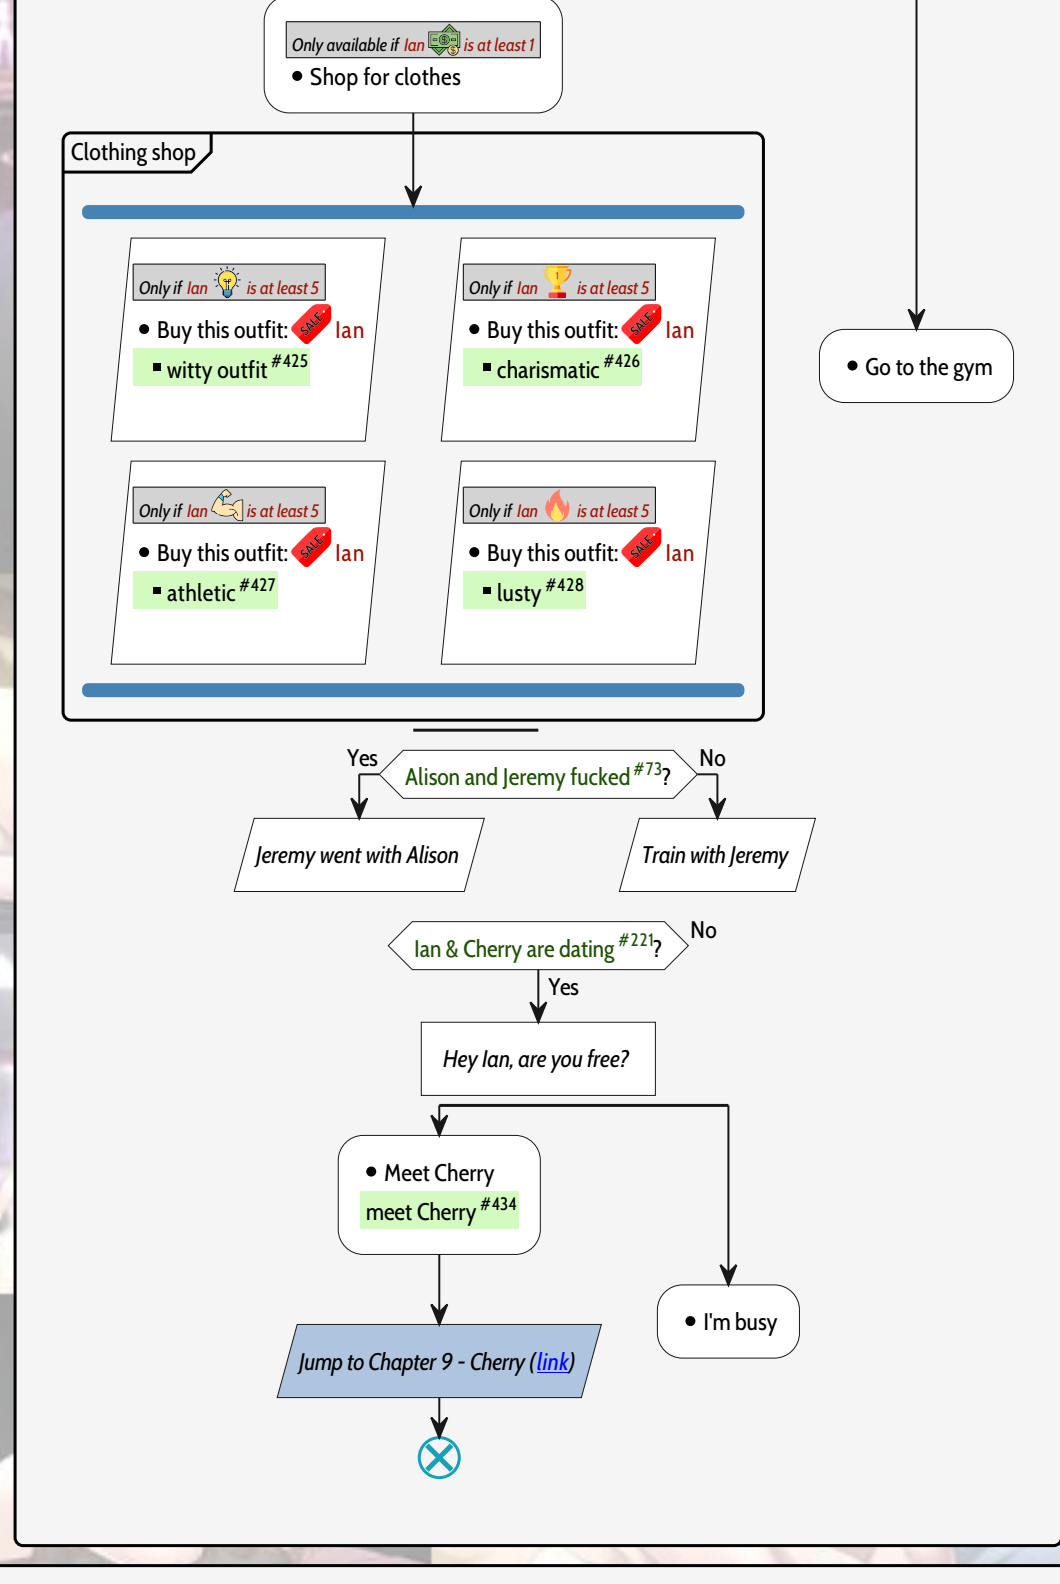 Only available if Ian is at least 1
• Shop for clothes
Clothing shop
Only if Ian is at least 5
• Buy this outfit: SALE Ian
▪ witty outfit #425
Only if Ian is at least 5
• Buy this outfit: SALE Ian
▪ charismatic #426
• Go to the gym
Only if Ian is at least 5
• Buy this outfit: SALE Ian
▪ athletic #427
Only if Ian is at least 5
• Buy this outfit: SALE Ian
▪ lusty #428
Yes
Alison and Jeremy fucked #73?
No
Jeremy went with Alison
Train with Jeremy
Ian & Cherry are dating #221?
No
Yes
Hey Ian, are you free?
• Meet Cherry
meet Cherry #434
• I'm busy
Jump to Chapter 9 - Cherry (link)